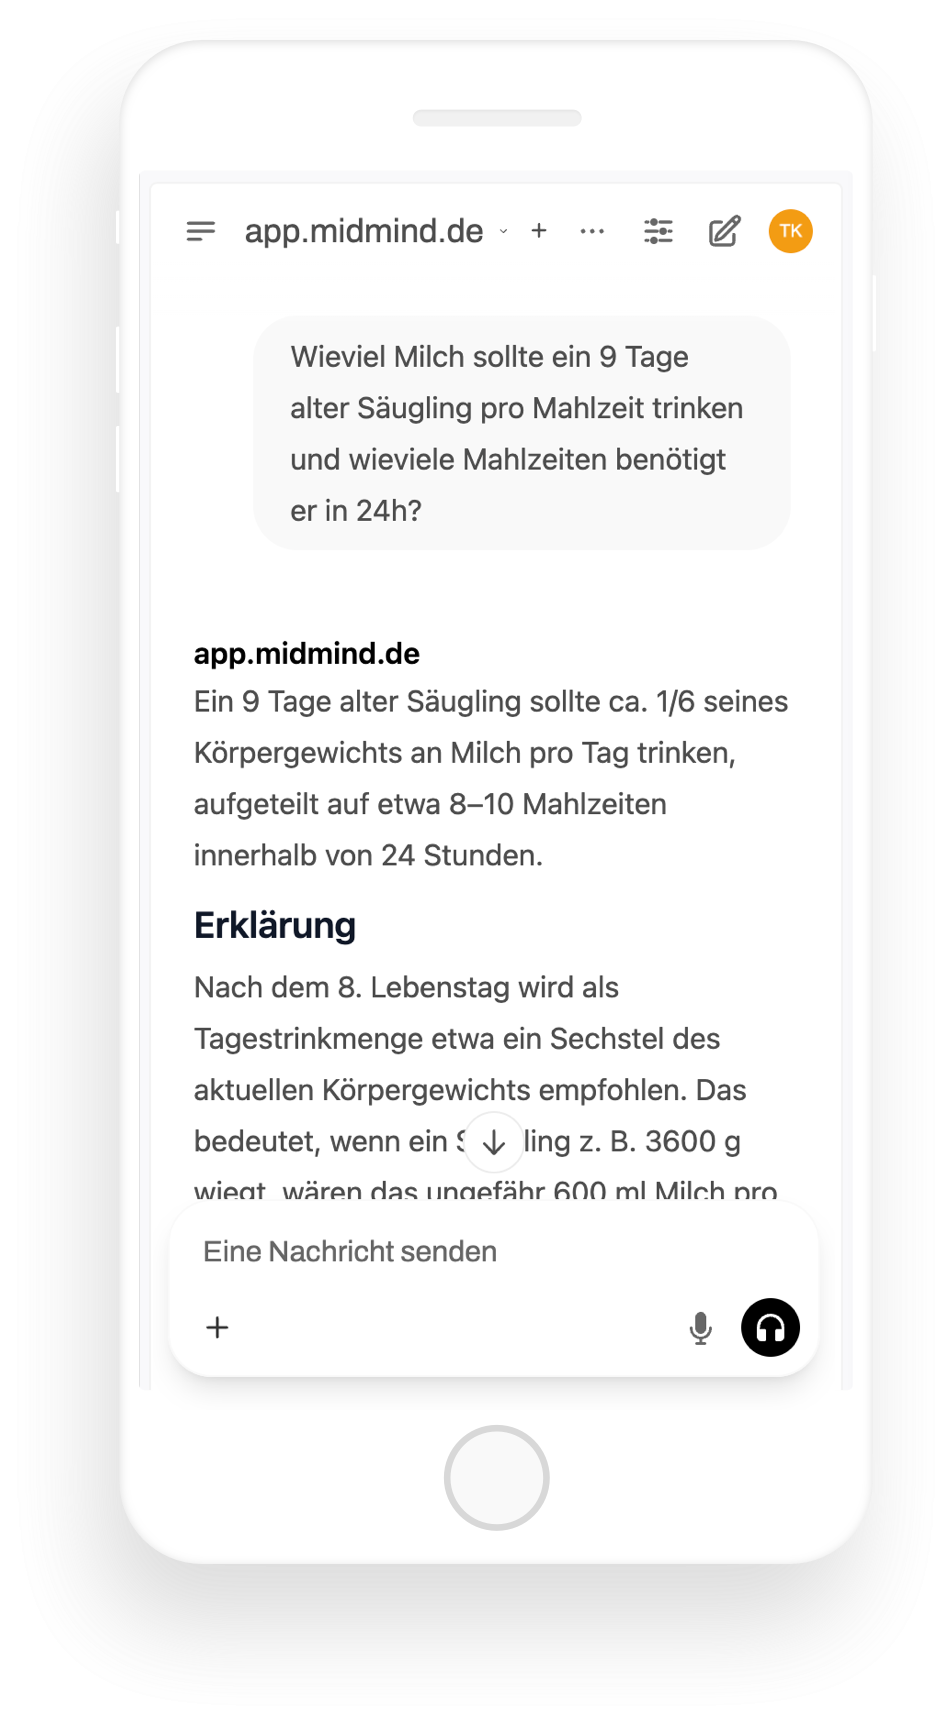 app.midmind.de
TK
Wieviel Milch sollte ein 9 Tage
alter Säugling pro Mahlzeit trinken
und wieviele Mahlzeiten benötigt
er in 24h?
app.midmind.de
Ein 9 Tage alter Säugling sollte ca. 1/6 seines
Körpergewichts an Milch pro Tag trinken,
aufgeteilt auf etwa 8–10 Mahlzeiten
innerhalb von 24 Stunden.
Erklärung
Nach dem 8. Lebenstag wird als
Tagestrinkmenge etwa ein Sechstel des
aktuellen Körpergewichts empfohlen. Das
bedeutet, wenn ein S ling z. B. 3600 g
wiegt, wären das ungefähr 600 ml Milch pro
Eine Nachricht senden